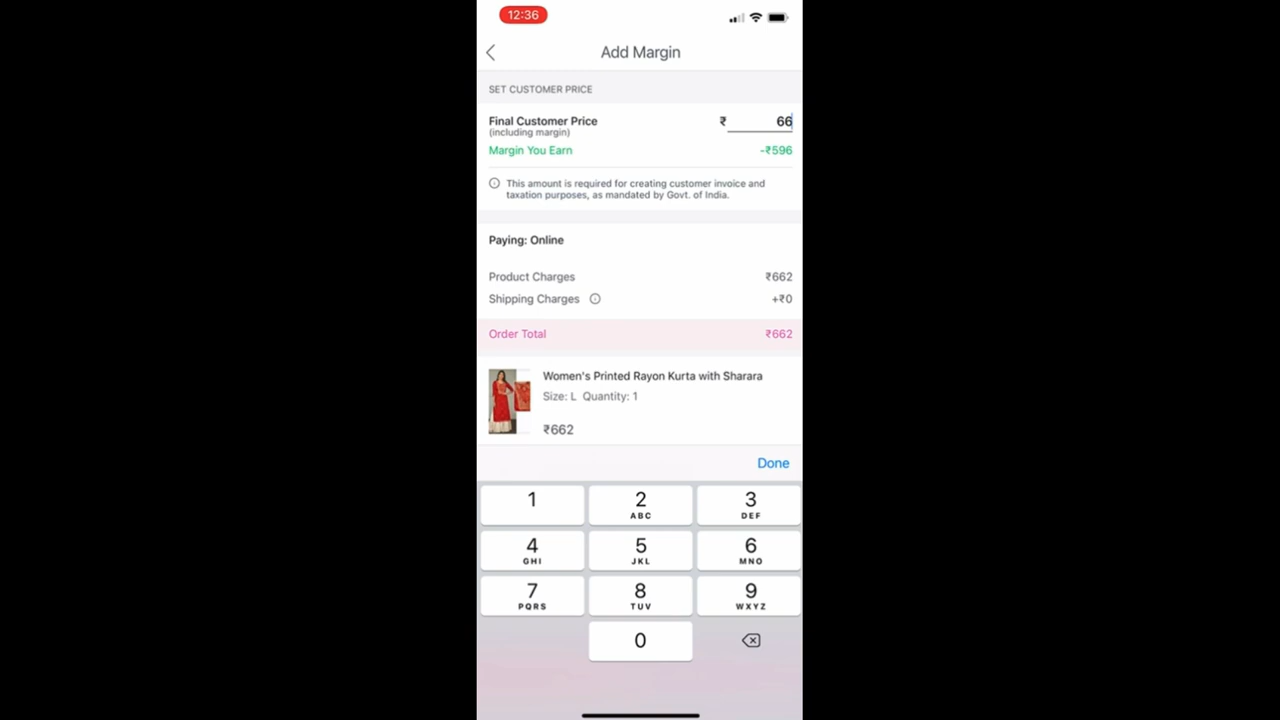 12:36
Add Margin
SET CUSTOMER PRICE
Final Customer Price ₹ 66
(including margin)
Margin You Earn -₹596
This amount is required for creating customer invoice and
taxation purposes, as mandated by Govt. of India.
Paying: Online
Product Charges ₹662
Shipping Charges +₹0
Order Total ₹662
Women's Printed Rayon Kurta with Sharara
Size: L Quantity: 1
₹662
Done
1 2 3
ABC DEF
4 5 6
GHI JKL MNO
7 8 9
PQRS TUV WXYZ
0